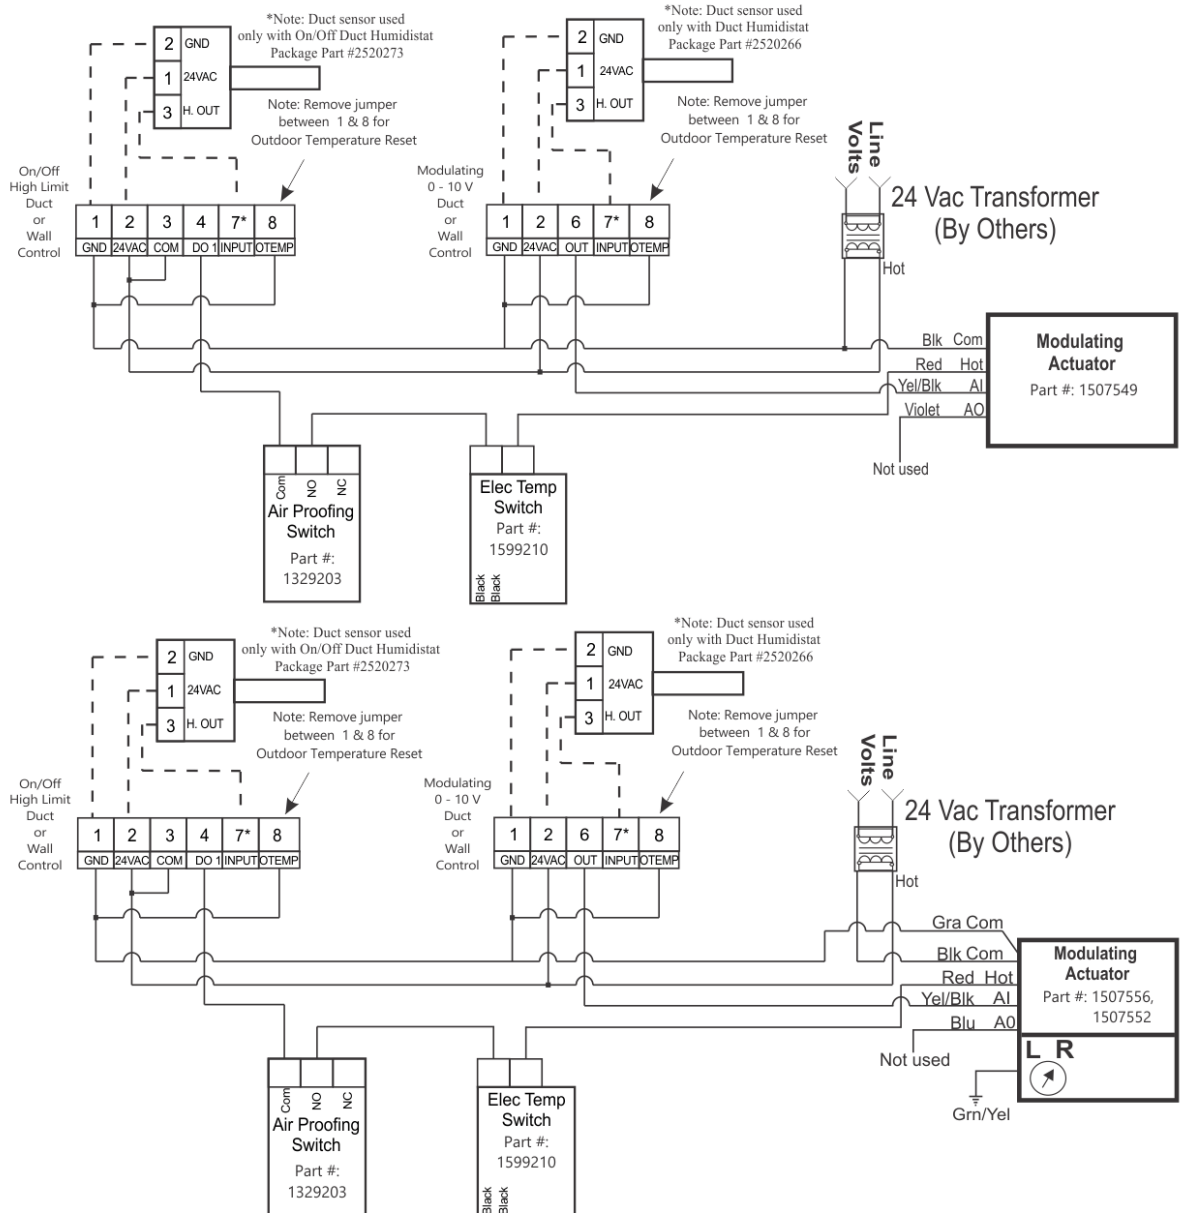 *Note: Duct sensor used
only with On/Off Duct Humidistat
Package Part #2520273
2 GND
1 24VAC
3 H. OUT
Note: Remove jumper
between 1 & 8 for
Outdoor Temperature Reset
On/Off
High Limit
Duct
or
Wall
Control
1 2 3 4 7* 8
GND 24VAC COM DO 1 INPUT OTEMP
*Note: Duct sensor used
only with Duct Humidistat
Package Part #2520266
2 GND
1 24VAC
3 H. OUT
Note: Remove jumper
between 1 & 8 for
Outdoor Temperature Reset
Modulating
0 - 10 V
Duct
or
Wall
Control
1 2 6 7* 8
GND 24VAC OUT INPUT OTEMP
Line
Volts
24 Vac Transformer
(By Others)
Hot
Blk Com
Red Hot
Yel/Blk AI
Violet AO
Not used
Modulating
Actuator
Part #: 1507549
Com NO NC
Air Proofing
Switch
Part #:
1329203
Elec Temp
Switch
Part #:
1599210
Black
Black
*Note: Duct sensor used
only with On/Off Duct Humidistat
Package Part #2520273
2 GND
1 24VAC
3 H. OUT
Note: Remove jumper
between 1 & 8 for
Outdoor Temperature Reset
On/Off
High Limit
Duct
or
Wall
Control
1 2 3 4 7* 8
GND 24VAC COM DO 1 INPUT OTEMP
*Note: Duct sensor used
only with Duct Humidistat
Package Part #2520266
2 GND
1 24VAC
3 H. OUT
Note: Remove jumper
between 1 & 8 for
Outdoor Temperature Reset
Modulating
0 - 10 V
Duct
or
Wall
Control
1 2 6 7* 8
GND 24VAC OUT INPUT OTEMP
Line
Volts
24 Vac Transformer
(By Others)
Hot
Gra Com
Blk Com
Red Hot
Yel/Blk AI
Blu A0
Not used
Modulating
Actuator
Part #: 1507556,
1507552
L R
Grn/Yel
Com NO NC
Air Proofing
Switch
Part #:
1329203
Elec Temp
Switch
Part #:
1599210
Black
Black